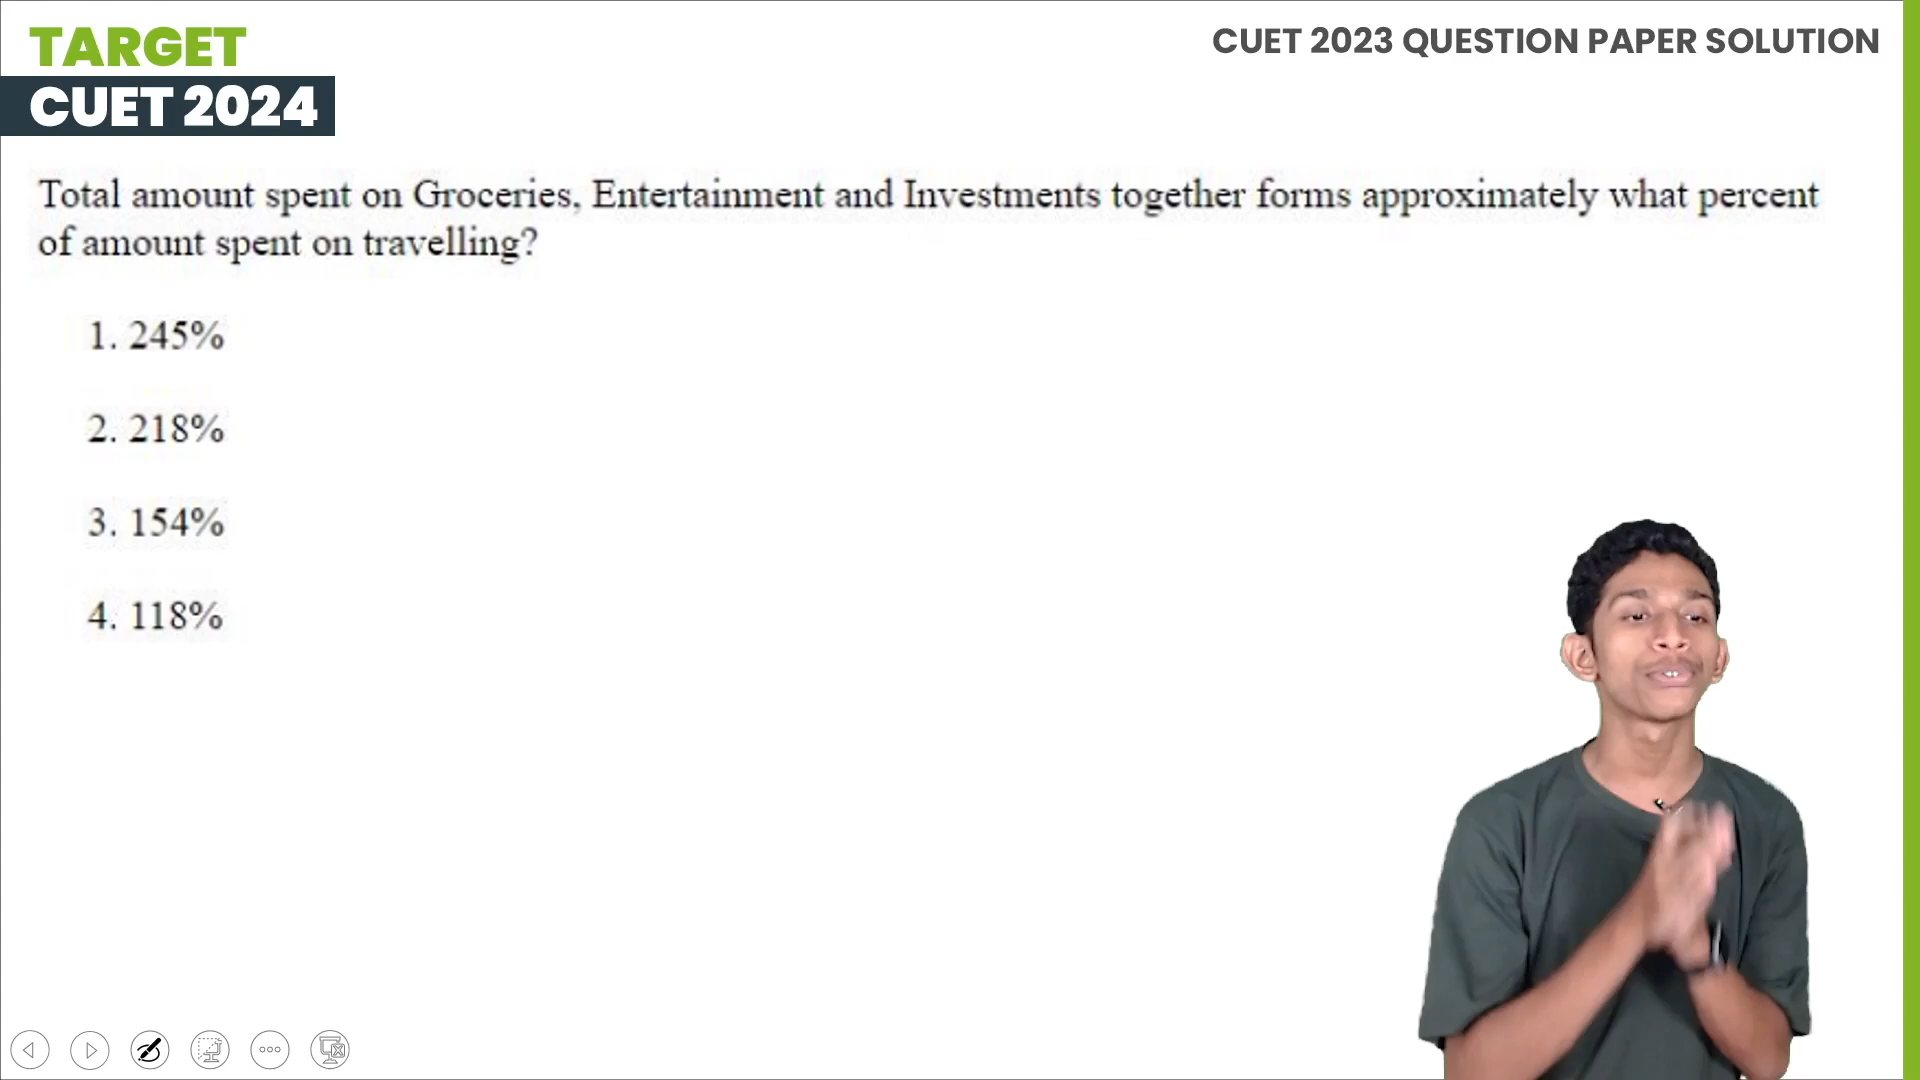 TARGET
CUET 2024
CUET 2023 QUESTION PAPER SOLUTION
Total amount spent on Groceries, Entertainment and Investments together forms approximately what percent
of amount spent on travelling?
1. 245%
2. 218%
3. 154%
4. 118%